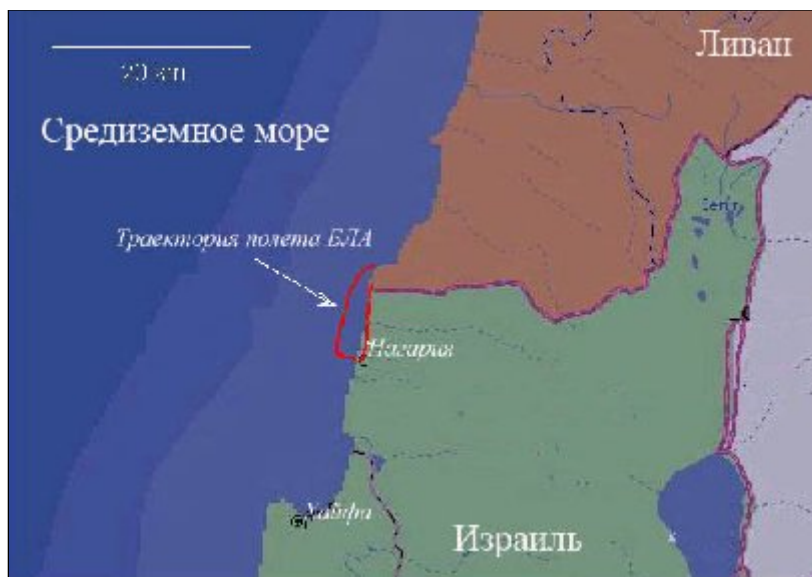 Ливан
20 km
Средиземное море
Траектория полета БЛА
Нагария
Хайфа
Израиль